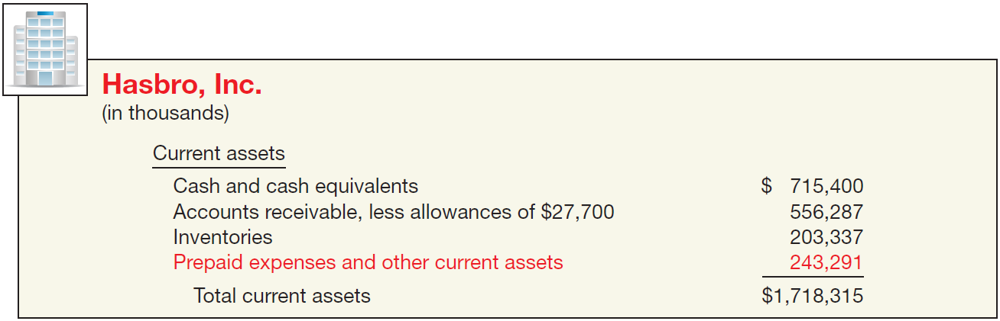 Hasbro, Inc.
(in thousands)
Current assets
Cash and cash equivalents $ 715,400
Accounts receivable, less allowances of $27,700 556,287
Inventories 203,337
Prepaid expenses and other current assets 243,291
Total current assets $1,718,315